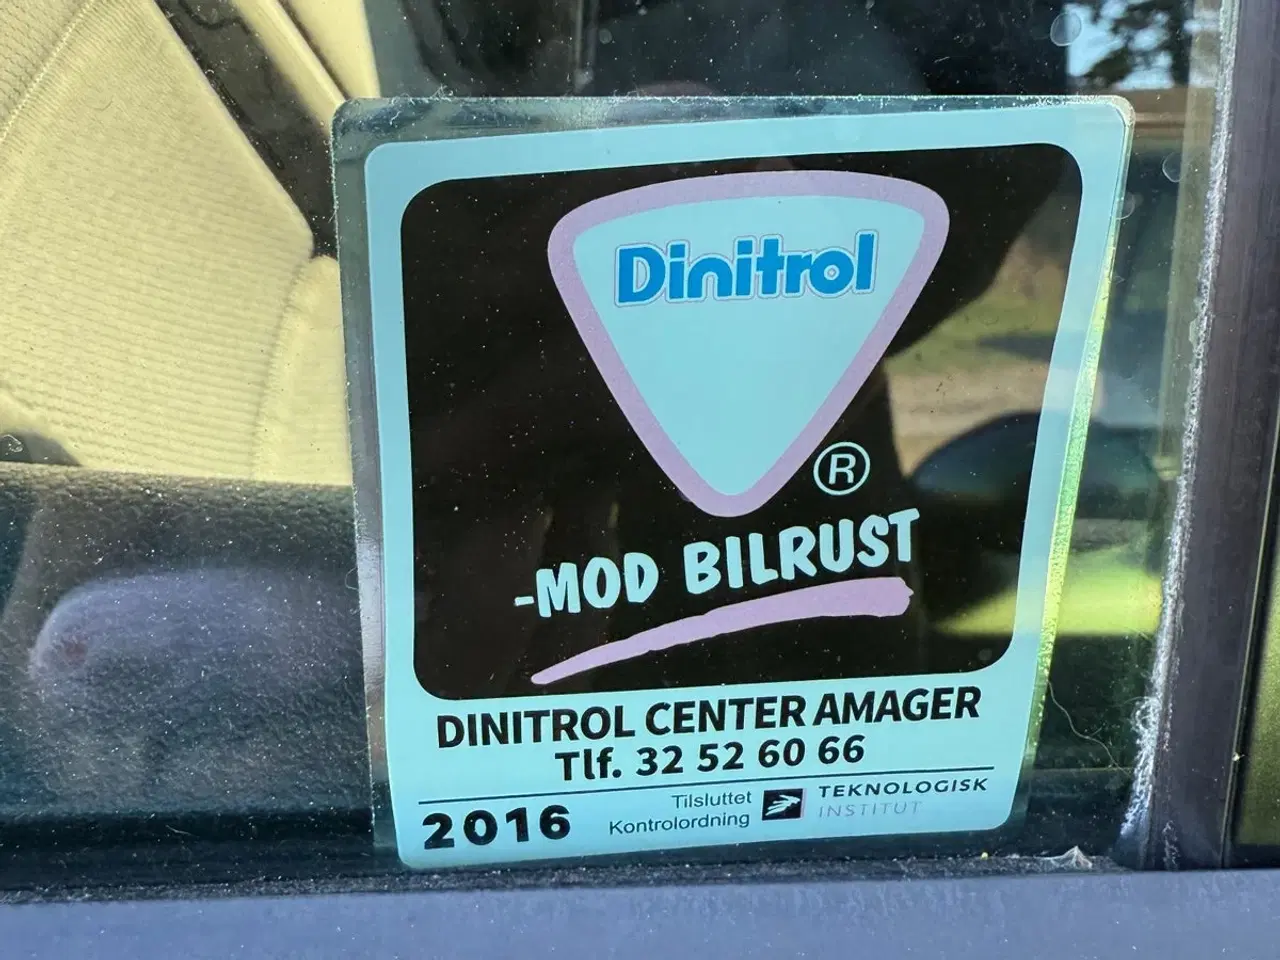 Dinitrol
®
-MOD BILRUST
DINITROL CENTER AMAGER
Tlf. 32 52 60 66
2016
Tilsluttet
Kontrolordning
TEKNOLOGISK
INSTITUT